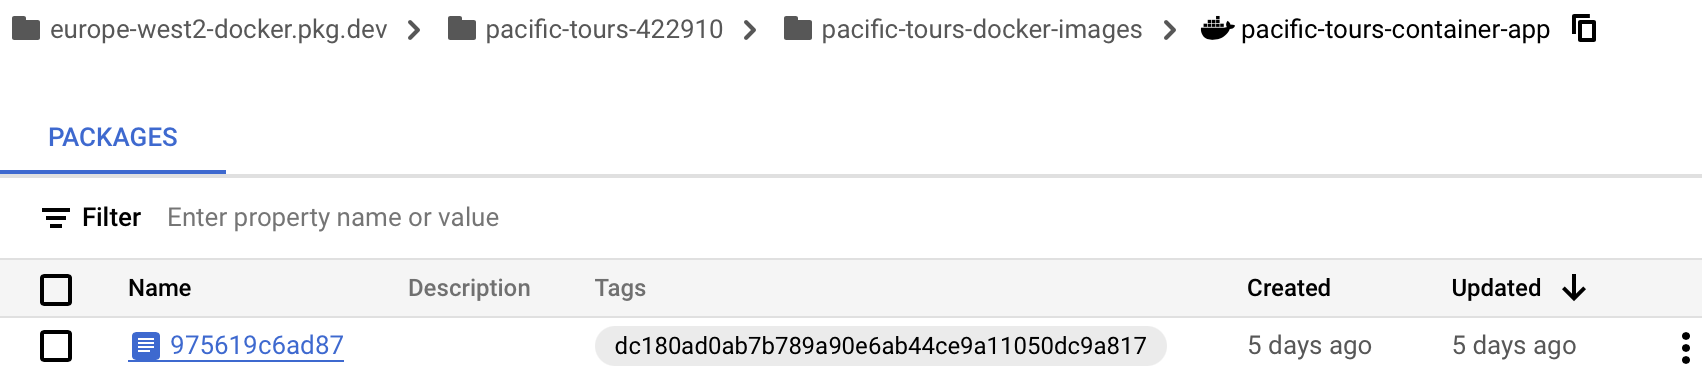 europe-west2-docker.pkg.dev > pacific-tours-422910 > pacific-tours-docker-images > pacific-tours-container-app
PACKAGES
Filter Enter property name or value
Name Description Tags Created Updated
975619c6ad87 dc180ad0ab7b789a90e6ab44ce9a11050dc9a817 5 days ago 5 days ago